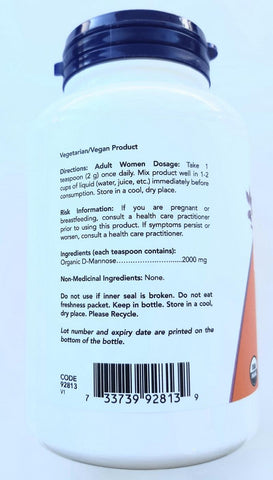 Vegetarian/Vegan Product
Directions: Adult Women Dosage: Take 1
teaspoon (2 g) once daily. Mix product well in 1-2
cups of liquid (water, juice, etc.) immediately before
consumption. Store in a cool, dry place.
Risk Information: If you are pregnant or
breastfeeding, consult a health care practitioner
prior to using this product. If symptoms persist or
worsen, consult a health care practitioner.
Ingredients (each teaspoon contains):
Organic D-Mannose..............................2000 mg
Non-Medicinal Ingredients: None.
Do not use if inner seal is broken. Do not eat
freshness packet. Keep in bottle. Store in a cool,
dry place. Please Recycle.
Lot number and expiry date are printed on the
bottom of the bottle.
CODE
92813
V1
7 33739 92813 9